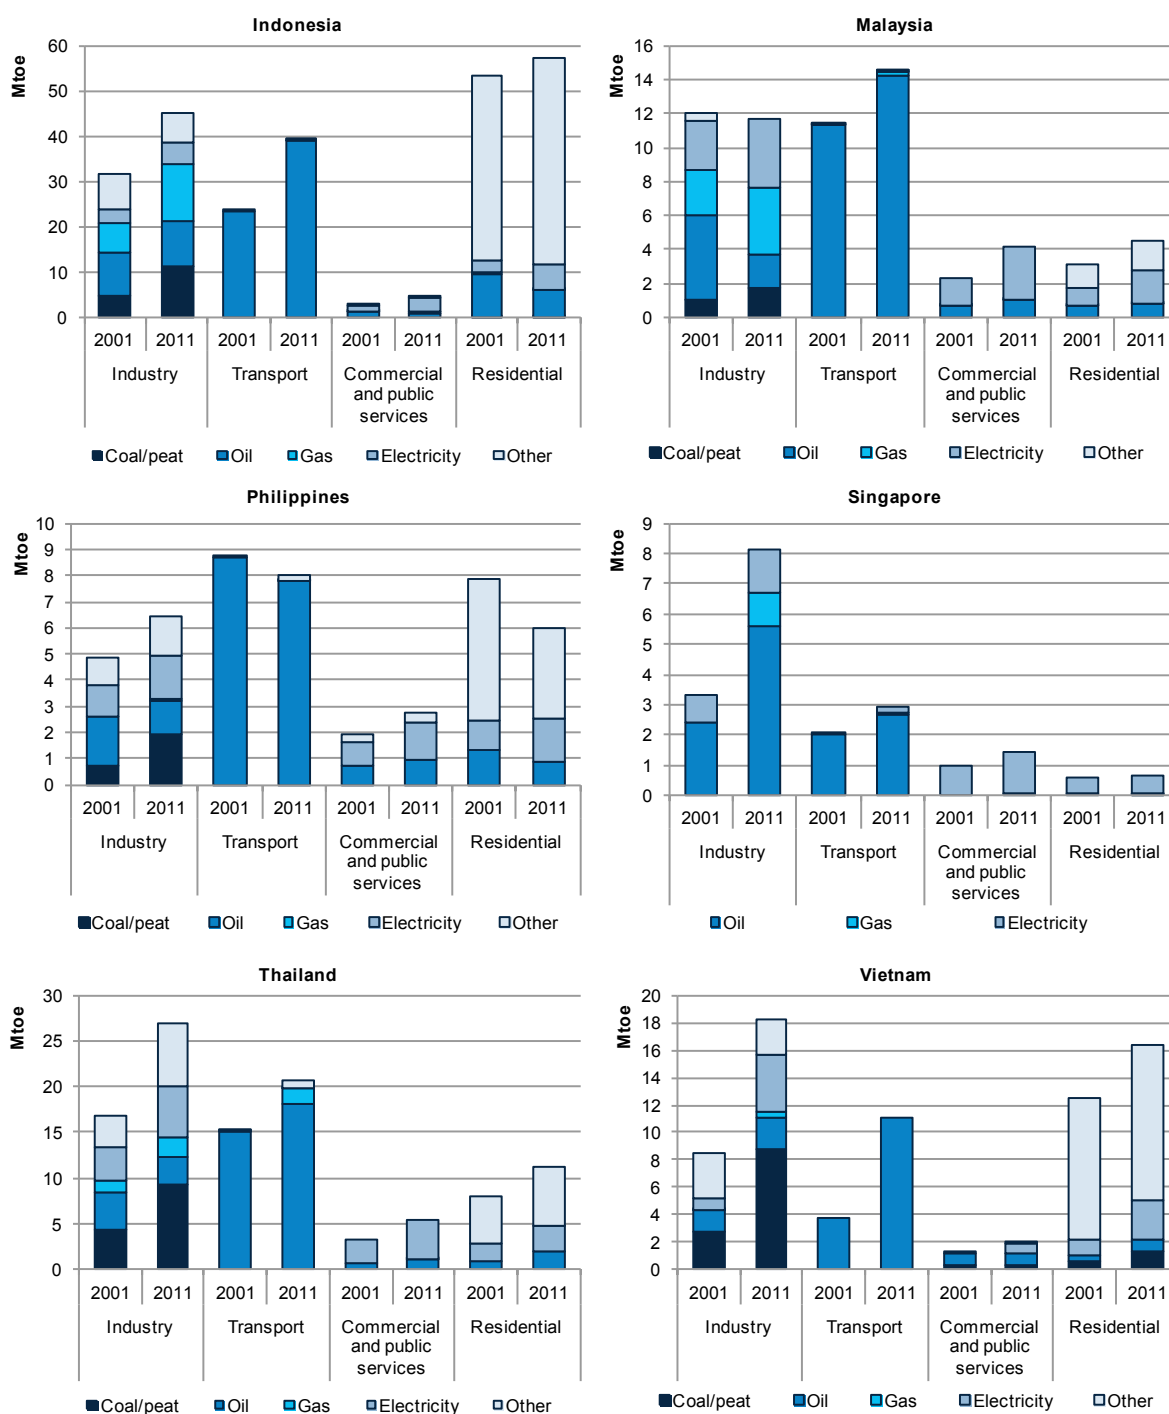 Indonesia
Mtoe
60
50
40
30
20
10
0
2001 2011 2001 2011 2001 2011 2001 2011
Industry Transport Commercial and public services Residential
Coal/peat Oil Gas Electricity Other
Malaysia
Mtoe
16
14
12
10
8
6
4
2
0
2001 2011 2001 2011 2001 2011 2001 2011
Industry Transport Commercial and public services Residential
Coal/peat Oil Gas Electricity Other
Philippines
Mtoe
10
9
8
7
6
5
4
3
2
1
0
2001 2011 2001 2011 2001 2011 2001 2011
Industry Transport Commercial and public services Residential
Coal/peat Oil Gas Electricity Other
Singapore
Mtoe
9
8
7
6
5
4
3
2
1
0
2001 2011 2001 2011 2001 2011 2001 2011
Industry Transport Commercial and public services Residential
Oil Gas Electricity
Thailand
Mtoe
30
25
20
15
10
5
0
2001 2011 2001 2011 2001 2011 2001 2011
Industry Transport Commercial and public services Residential
Coal/peat Oil Gas Electricity Other
Vietnam
Mtoe
20
18
16
14
12
10
8
6
4
2
0
2001 2011 2001 2011 2001 2011 2001 2011
Industry Transport Commercial and public services Residential
Coal/peat Oil Gas Electricity Other